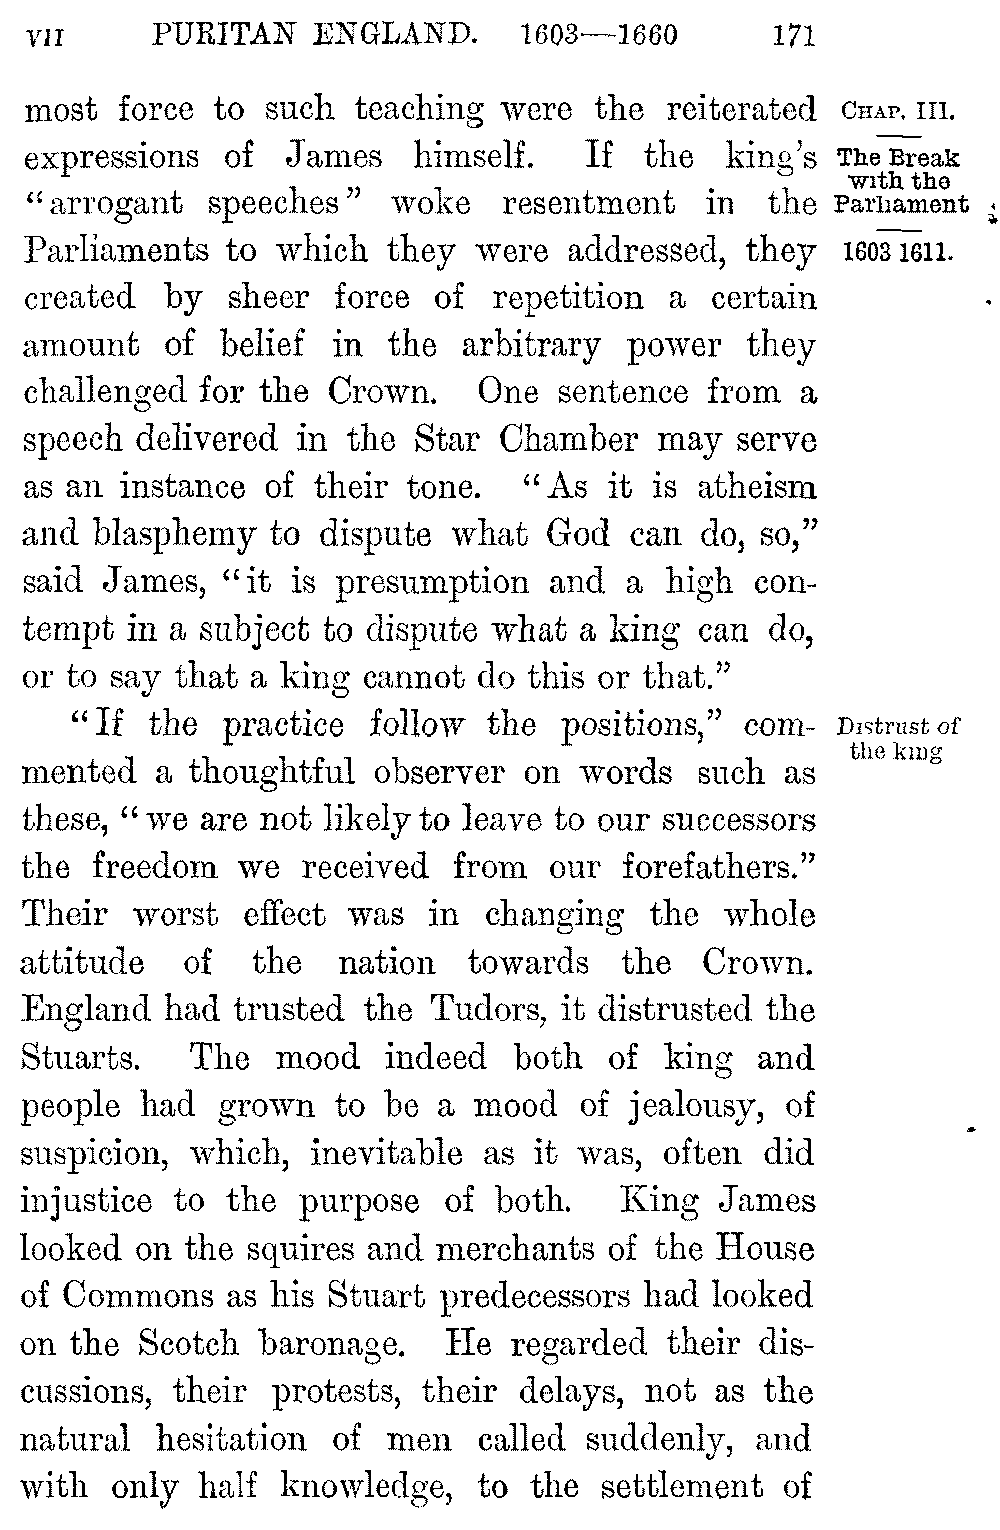 VII PURITAN ENGLAND. 1603—1660 171
most force to such teaching were the reiterated
expressions of James himself. If the king's
"arrogant speeches" woke resentment in the
Parliaments to which they were addressed, they
created by sheer force of repetition a certain
amount of belief in the arbitrary power they
challenged for the Crown. One sentence from a
speech delivered in the Star Chamber may serve
as an instance of their tone. "As it is atheism
and blasphemy to dispute what God can do, so,"
said James, "it is presumption and a high con-
tempt in a subject to dispute what a king can do,
or to say that a king cannot do this or that."
"If the practice follow the positions," com-
mented a thoughtful observer on words such as
these, "we are not likely to leave to our successors
the freedom we received from our forefathers."
Their worst effect was in changing the whole
attitude of the nation towards the Crown.
England had trusted the Tudors, it distrusted the
Stuarts. The mood indeed both of king and
people had grown to be a mood of jealousy, of
suspicion, which, inevitable as it was, often did
injustice to the purpose of both. King James
looked on the squires and merchants of the House
of Commons as his Stuart predecessors had looked
on the Scotch baronage. He regarded their dis-
cussions, their protests, their delays, not as the
natural hesitation of men called suddenly, and
with only half knowledge, to the settlement of
CHAP. III.
The Break
with the
Parliament
1603 1611.
Distrust of
the king